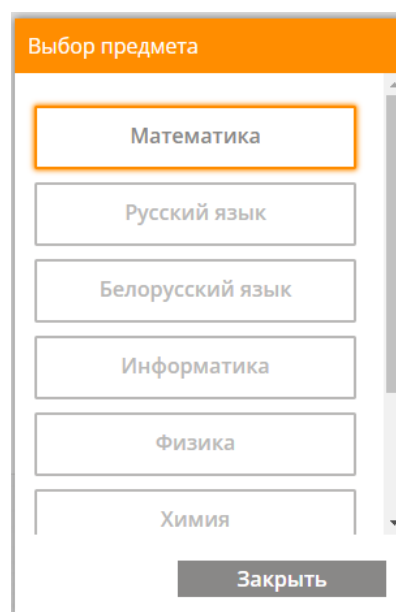 Выбор предмета
Математика
Русский язык
Белорусский язык
Информатика
Физика
Химия
Закрыть